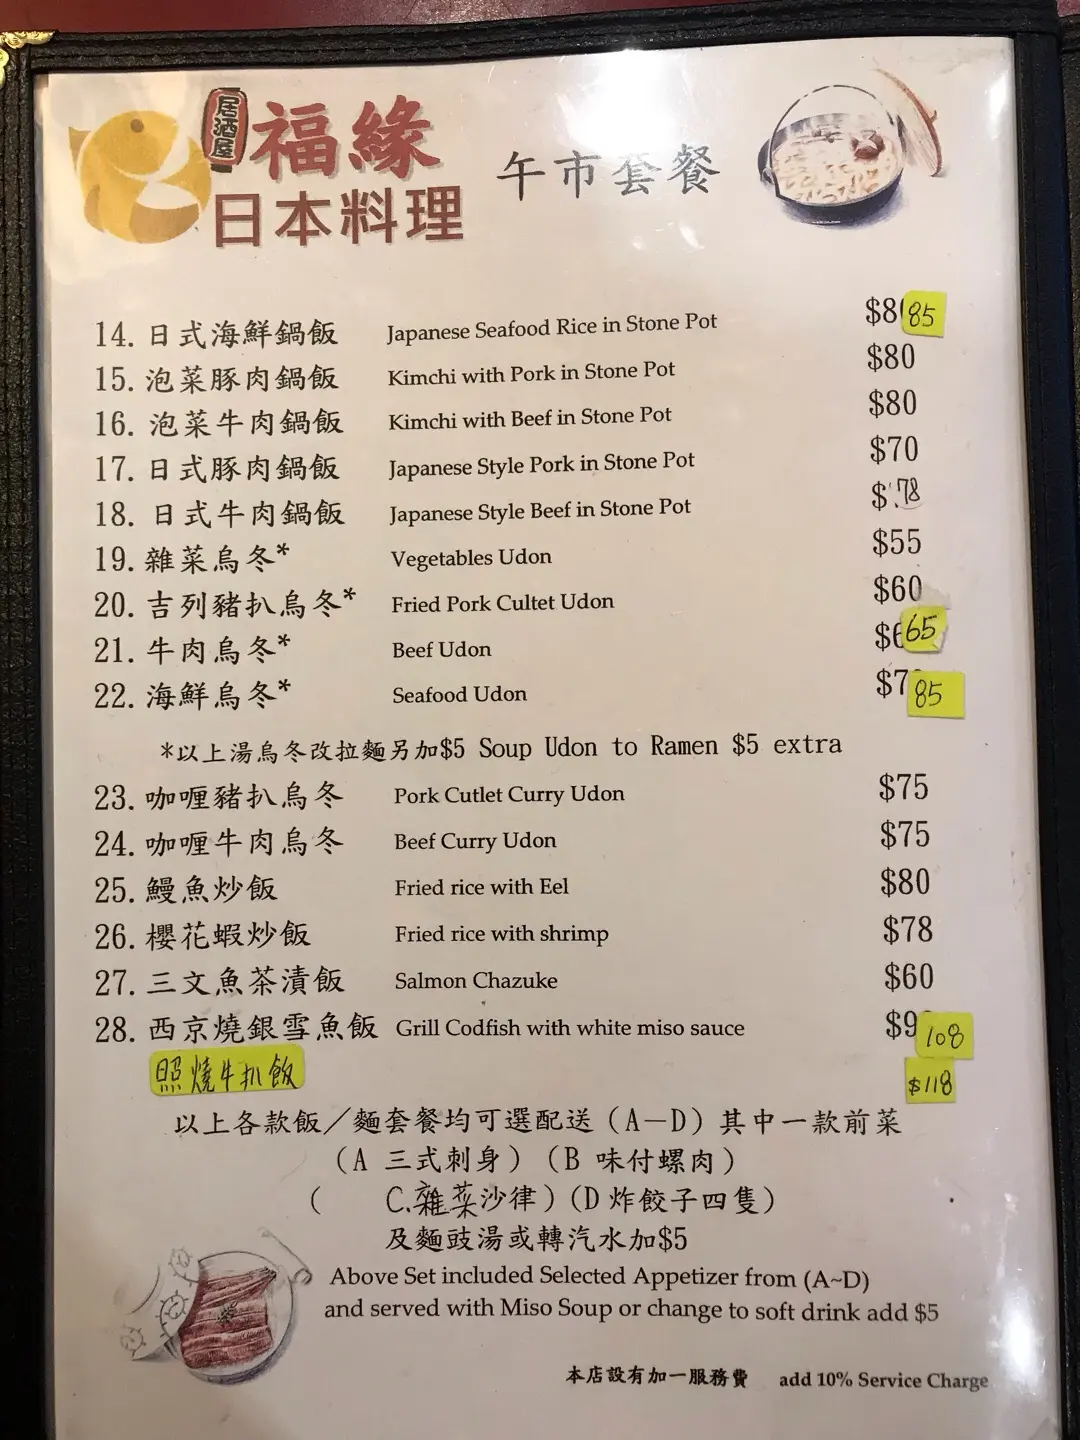 居酒屋
福緣
日本料理
午市套餐
14. 日式海鮮鍋飯 Japanese Seafood Rice in Stone Pot $8 85
15. 泡菜豚肉鍋飯 Kimchi with Pork in Stone Pot $80
16. 泡菜牛肉鍋飯 Kimchi with Beef in Stone Pot $80
17. 日式豚肉鍋飯 Japanese Style Pork in Stone Pot $70
18. 日式牛肉鍋飯 Japanese Style Beef in Stone Pot $78
19. 雜菜烏冬* Vegetables Udon $55
20. 吉列豬扒烏冬* Fried Pork Cultet Udon $60
21. 牛肉烏冬* Beef Udon $6 65
22. 海鮮烏冬* Seafood Udon $7 85
*以上湯烏冬改拉麵另加$5 Soup Udon to Ramen $5 extra
23. 咖喱豬扒烏冬 Pork Cutlet Curry Udon $75
24. 咖喱牛肉烏冬 Beef Curry Udon $75
25. 鰻魚炒飯 Fried rice with Eel $80
26. 櫻花蝦炒飯 Fried rice with shrimp $78
27. 三文魚茶漬飯 Salmon Chazuke $60
28. 西京燒銀雪魚飯 Grill Codfish with white miso sauce $9 108
照燒牛扒飯 $118
以上各款飯／麵套餐均可選配送（A－D）其中一款前菜
（A 三式刺身）（B 味付螺肉）
（ C.雜菜沙律）（D 炸餃子四隻）
及麵豉湯或轉汽水加$5
Above Set included Selected Appetizer from (A~D)
and served with Miso Soup or change to soft drink add $5
本店設有加一服務費 add 10% Service Charge